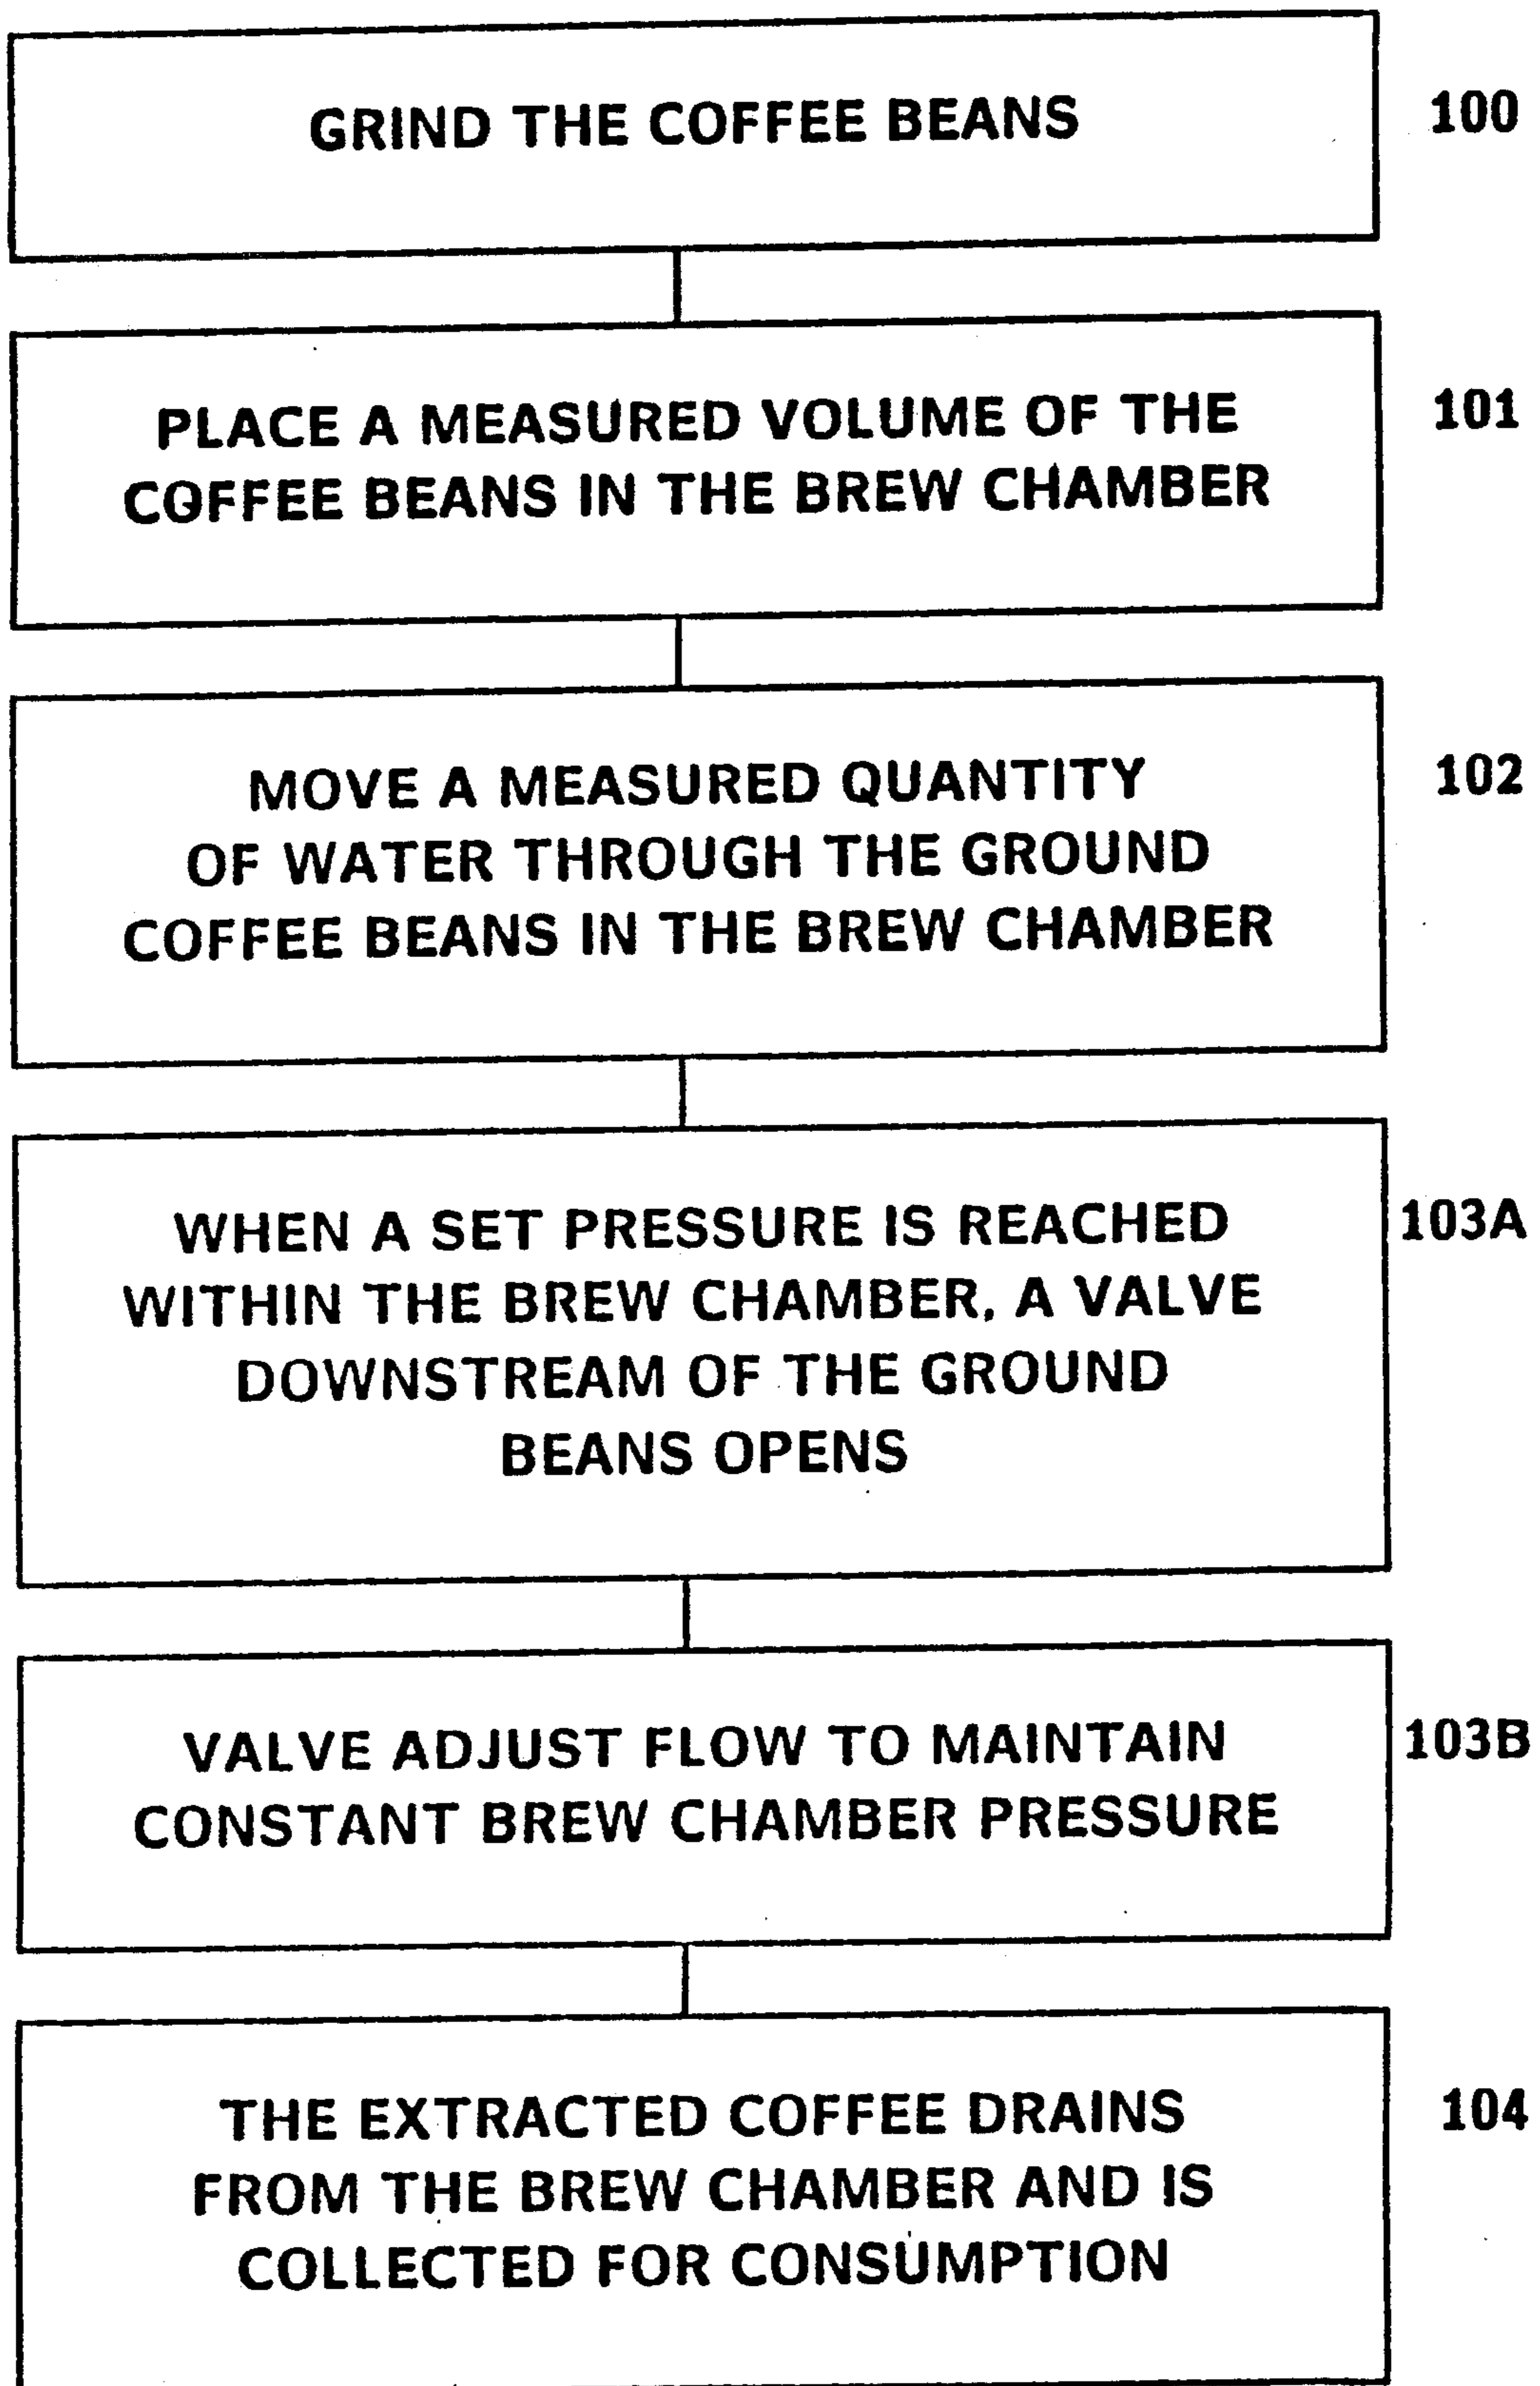 GRIND THE COFFEE BEANS
100
PLACE A MEASURED VOLUME OF THE
COFFEE BEANS IN THE BREW CHAMBER
101
MOVE A MEASURED QUANTITY
OF WATER THROUGH THE GROUND
COFFEE BEANS IN THE BREW CHAMBER
102
WHEN A SET PRESSURE IS REACHED
WITHIN THE BREW CHAMBER, A VALVE
DOWNSTREAM OF THE GROUND
BEANS OPENS
103A
VALVE ADJUST FLOW TO MAINTAIN
CONSTANT BREW CHAMBER PRESSURE
103B
THE EXTRACTED COFFEE DRAINS
FROM THE BREW CHAMBER AND IS
COLLECTED FOR CONSUMPTION
104